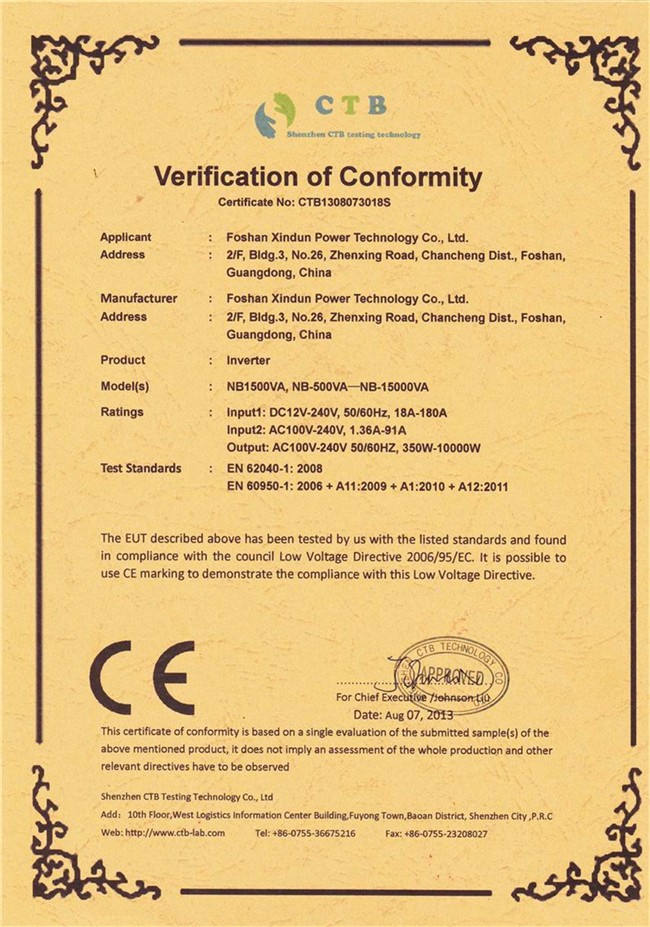 CTB
Shenzhen CTB testing technology
Verification of Conformity
Certificate No: CTB1308073018S
Applicant : Foshan Xindun Power Technology Co., Ltd.
Address : 2/F, Bldg.3, No.26, Zhenxing Road, Chancheng Dist., Foshan,
Guangdong, China
Manufacturer : Foshan Xindun Power Technology Co., Ltd.
Address : 2/F, Bldg.3, No.26, Zhenxing Road, Chancheng Dist., Foshan,
Guangdong, China
Product : Inverter
Model(s) : NB1500VA, NB-500VA—NB-15000VA
Ratings : Input1: DC12V-240V, 50/60Hz, 18A-180A
Input2: AC100V-240V, 1.36A-91A
Output: AC100V-240V 50/60HZ, 350W-10000W
Test Standards : EN 62040-1: 2008
EN 60950-1: 2006 + A11:2009 + A1:2010 + A12:2011
The EUT described above has been tested by us with the listed standards and found
in compliance with the council Low Voltage Directive 2006/95/EC. It is possible to
use CE marking to demonstrate the compliance with this Low Voltage Directive.
CE
CTB TECHNOLOGY CO
APPROVED
For Chief Executive /Johnson Liu
Date: Aug 07, 2013
This certificate of conformity is based on a single evaluation of the submitted sample(s) of the
above mentioned product, it does not imply an assessment of the whole production and other
relevant directives have to be observed
Shenzhen CTB Testing Technology Co., Ltd
Add: 10th Floor,West Logistics Information Center Building,Fuyong Town,Baoan District, Shenzhen City ,P.R.C
Web: http://www.ctb-lab.com Tel: +86-0755-36675216 Fax: +86-0755-23208027